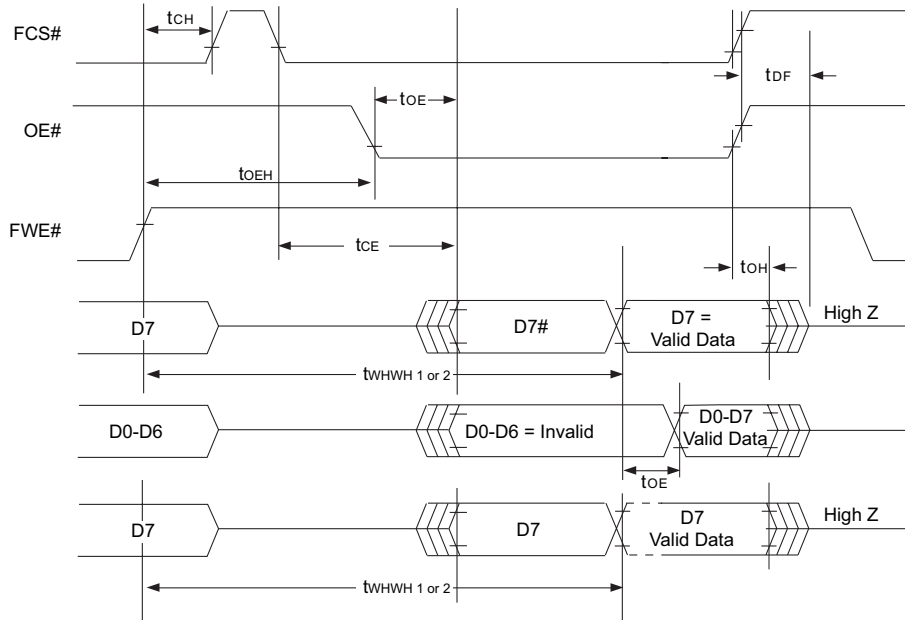 FCS#
tCH
tDF
OE#
tOE
tOEH
FWE#
tCE
tOH
D7
D7#
D7 =
Valid Data
High Z
tWHWH 1 or 2
D0-D6
D0-D6 = Invalid
D0-D7
Valid Data
tOE
D7
D7
D7
Valid Data
High Z
tWHWH 1 or 2